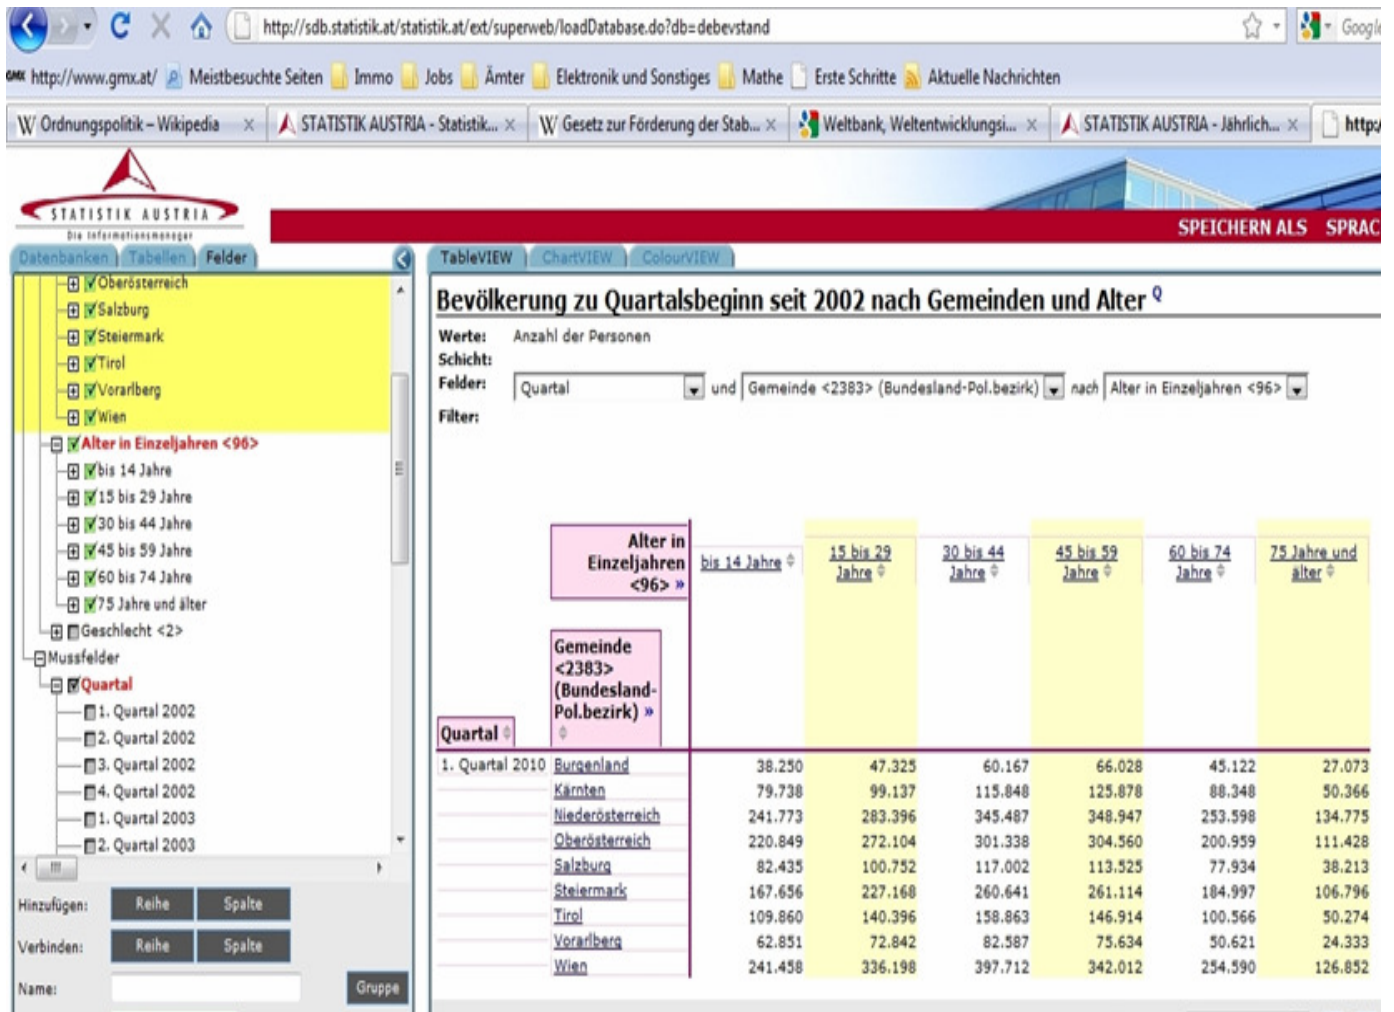 http://sdb.statistik.at/statistik.at/ext/superweb/loadDatabase.do?db=debevstand
GMX http://www.gmx.at/ Meistbesuchte Seiten Immo Jobs Ämter Elektronik und Sonstiges Mathe Erste Schritte Aktuelle Nachrichten
W Ordnungspolitik – Wikipedia × STATISTIK AUSTRIA - Statistik... × W Gesetz zur Förderung der Stab... × Weltbank, Weltentwicklungsi... × STATISTIK AUSTRIA - Jährlich... × http:/
STATISTIK AUSTRIA
Die Informationsmanager
SPEICHERN ALS SPRAC
Datenbanken Tabellen Felder
Oberösterreich
Salzburg
Steiermark
Tirol
Vorarlberg
Wien
Alter in Einzeljahren <96>
bis 14 Jahre
15 bis 29 Jahre
30 bis 44 Jahre
45 bis 59 Jahre
60 bis 74 Jahre
75 Jahre und älter
Geschlecht <2>
Mussfelder
Quartal
1. Quartal 2002
2. Quartal 2002
3. Quartal 2002
4. Quartal 2002
1. Quartal 2003
2. Quartal 2003
Hinzufügen: Reihe Spalte
Verbinden: Reihe Spalte
Name: Gruppe
TableVIEW ChartVIEW ColourVIEW
Bevölkerung zu Quartalsbeginn seit 2002 nach Gemeinden und Alter Q
Werte: Anzahl der Personen
Schicht:
Felder: Quartal und Gemeinde <2383> (Bundesland-Pol.bezirk) nach Alter in Einzeljahren <96>
Filter:
Alter in
Einzeljahren
<96> »
bis 14 Jahre
15 bis 29
Jahre
30 bis 44
Jahre
45 bis 59
Jahre
60 bis 74
Jahre
75 Jahre und
älter
Gemeinde
<2383>
(Bundesland-
Pol.bezirk) »
Quartal
1. Quartal 2010 Burgenland 38.250 47.325 60.167 66.028 45.122 27.073
Kärnten 79.738 99.137 115.848 125.878 88.348 50.366
Niederösterreich 241.773 283.396 345.487 348.947 253.598 134.775
Oberösterreich 220.849 272.104 301.338 304.560 200.959 111.428
Salzburg 82.435 100.752 117.002 113.525 77.934 38.213
Steiermark 167.656 227.168 260.641 261.114 184.997 106.796
Tirol 109.860 140.396 158.863 146.914 100.566 50.274
Vorarlberg 62.851 72.842 82.587 75.634 50.621 24.333
Wien 241.458 336.198 397.712 342.012 254.590 126.852